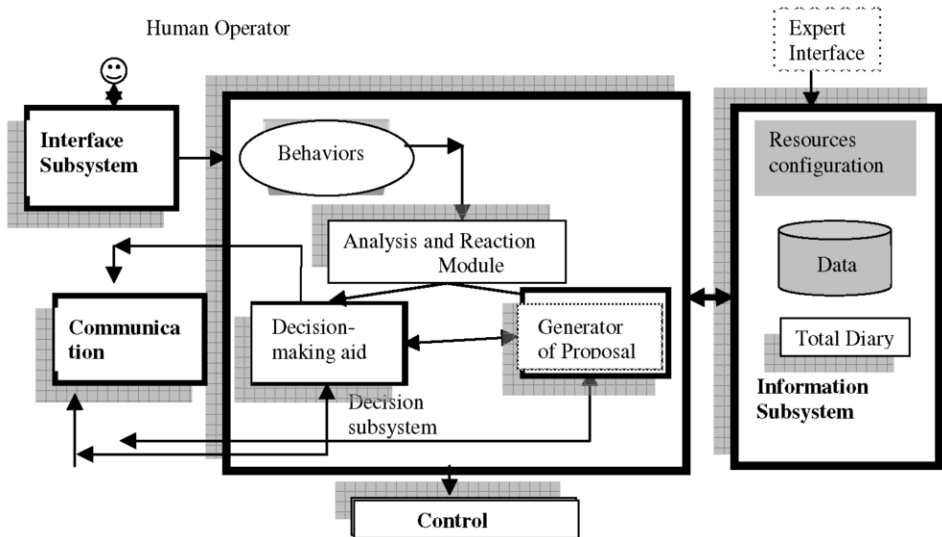 Human Operator
Expert
Interface
Interface
Subsystem
Behaviors
Resources
configuration
Analysis and Reaction
Module
Data
Communica
tion
Decision-
making aid
Generator
of Proposal
Total Diary
Decision
subsystem
Information
Subsystem
Control